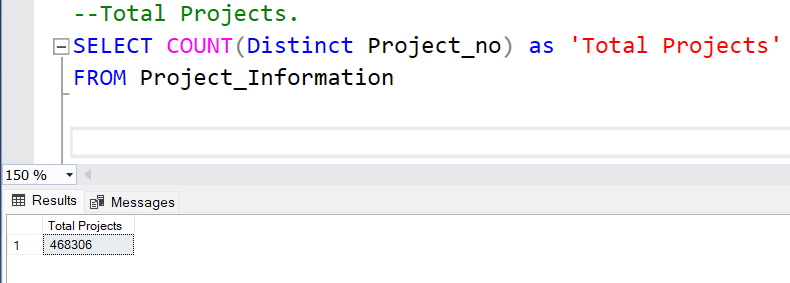 --Total Projects.
SELECT COUNT(Distinct Project_no) as 'Total Projects'
FROM Project_Information
150 %
Results Messages
Total Projects
1 468306